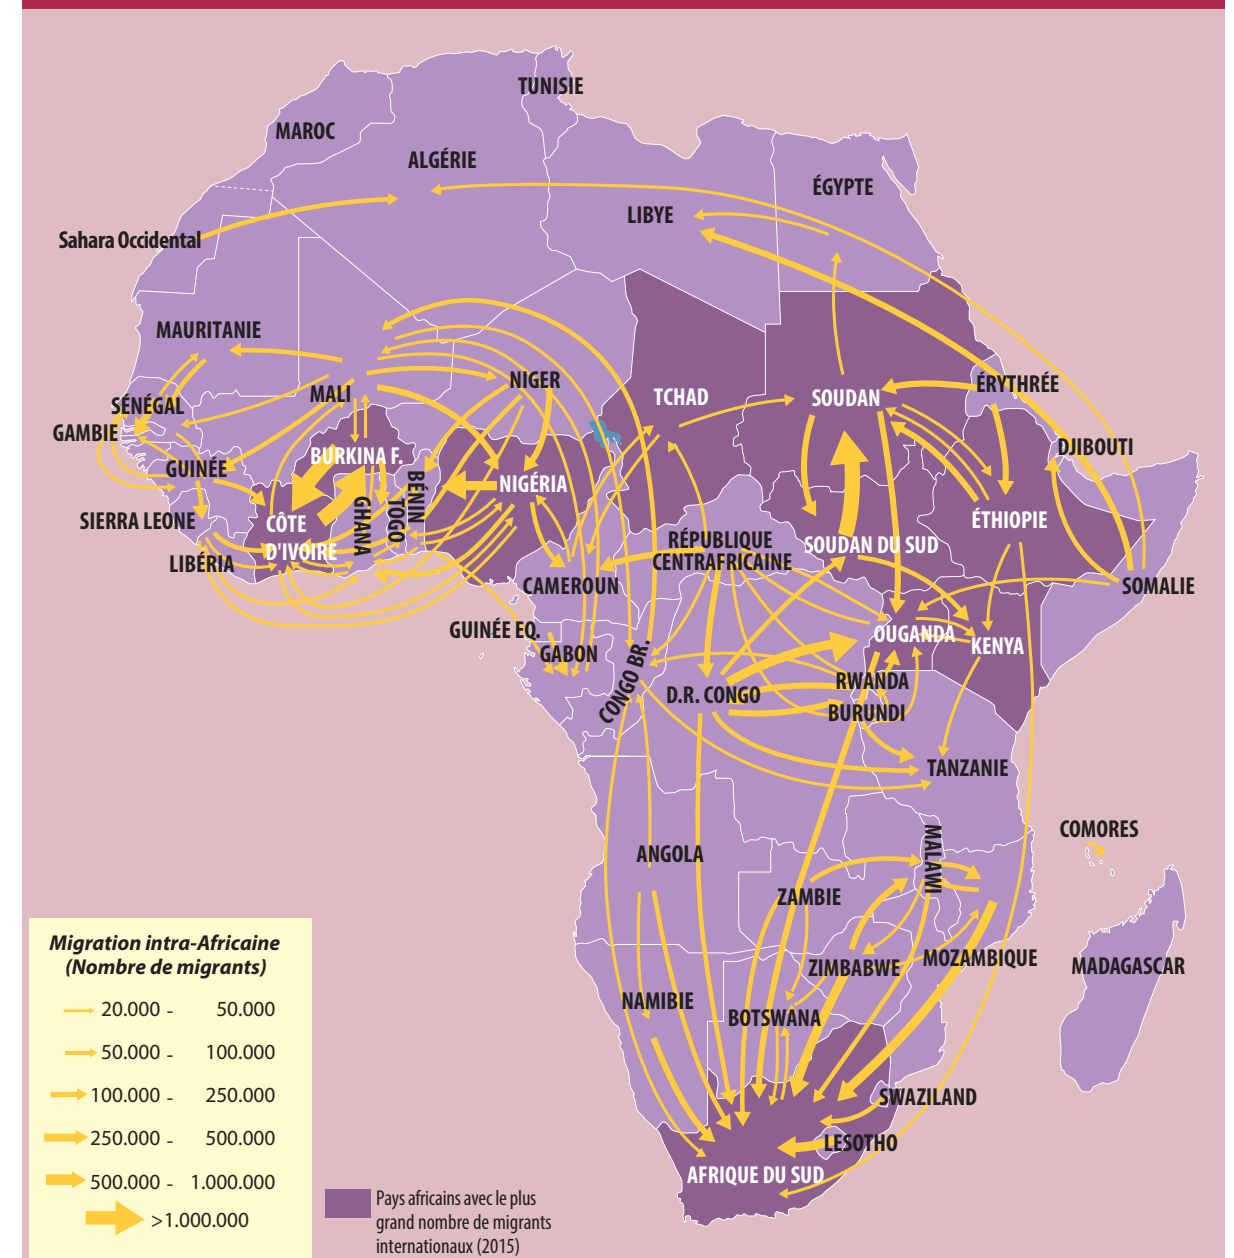 TUNISIE
MAROC
ALGÉRIE
ÉGYPTE
LIBYE
Sahara Occidental
MAURITANIE
NIGER
MALI
TCHAD
SOUDAN
ÉRYTHRÉE
SÉNÉGAL
GAMBIE
DJIBOUTI
BURKINA F.
GUINÉE
NIGÉRIA
BÉNIN
TOGO
GHANA
SIERRA LEONE
CÔTE
D'IVOIRE
ÉTHIOPIE
LIBÉRIA
RÉPUBLIQUE
CENTRAFRICAINE
SOUDAN DU SUD
CAMEROUN
SOMALIE
GUINÉE EQ.
GABON
OUGANDA
KENYA
CONGO BR.
D.R. CONGO
RWANDA
BURUNDI
TANZANIE
COMORES
ANGOLA
MALAWI
ZAMBIE
ZIMBABWE
MOZAMBIQUE
MADAGASCAR
NAMIBIE
BOTSWANA
SWAZILAND
LESOTHO
AFRIQUE DU SUD
Migration intra-Africaine
(Nombre de migrants)
20.000 - 50.000
50.000 - 100.000
100.000 - 250.000
250.000 - 500.000
500.000 - 1.000.000
>1.000.000
Pays africains avec le plus
grand nombre de migrants
internationaux (2015)